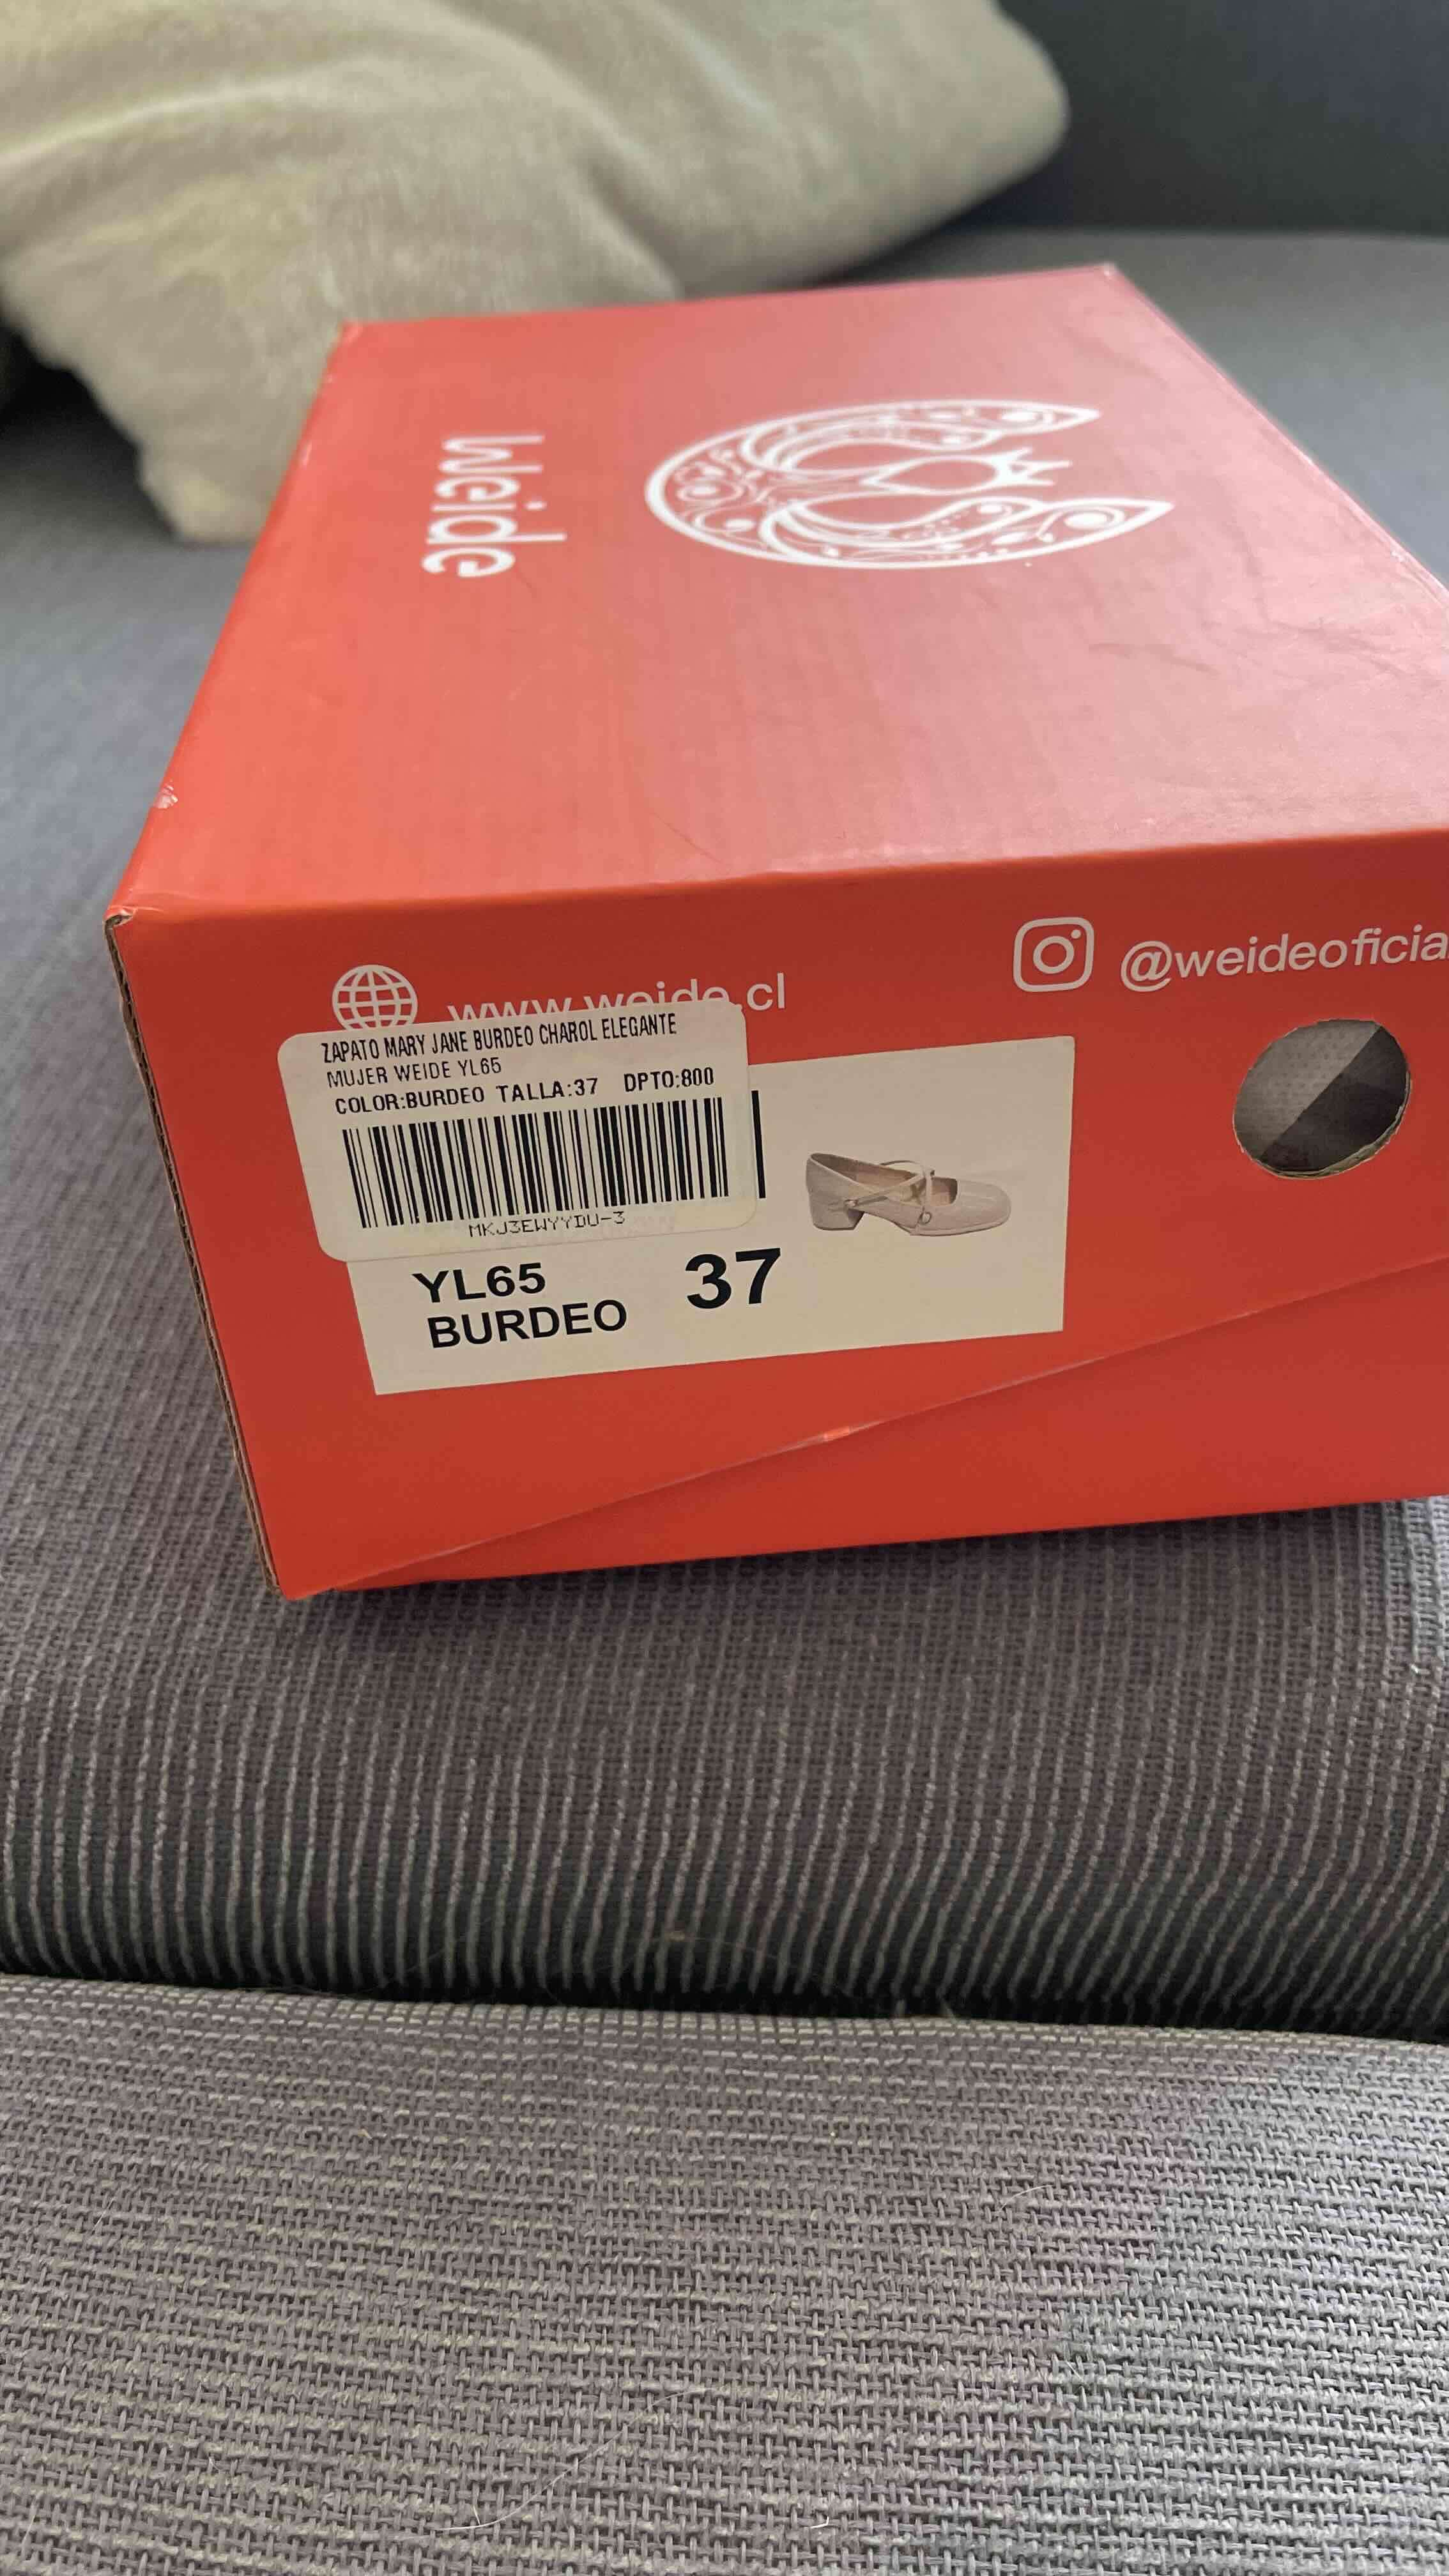 Weide
www.weide.cl
@weideoficia
ZAPATO MARY JANE BURDEO CHAROL ELEGANTE
MUJER WEIDE YL65
COLOR:BURDEO TALLA:37 DPTO:800
MKJ3EWYYDU-3
YL65
BURDEO
37